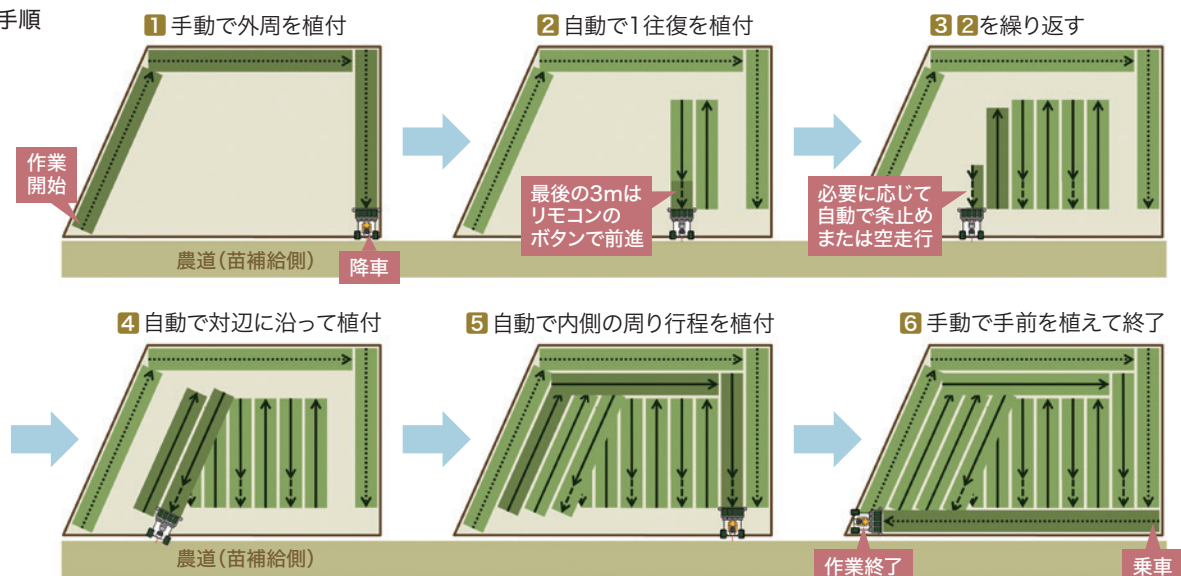 手順
1 手動で外周を植付
2 自動で1往復を植付
3 2を繰り返す
作業
開始
農道(苗補給側)
降車
最後の3mは
リモコンの
ボタンで前進
必要に応じて
自動で条止め
または空走行
4 自動で対辺に沿って植付
5 自動で内側の周り行程を植付
6 手動で手前を植えて終了
農道(苗補給側)
作業終了
乗車